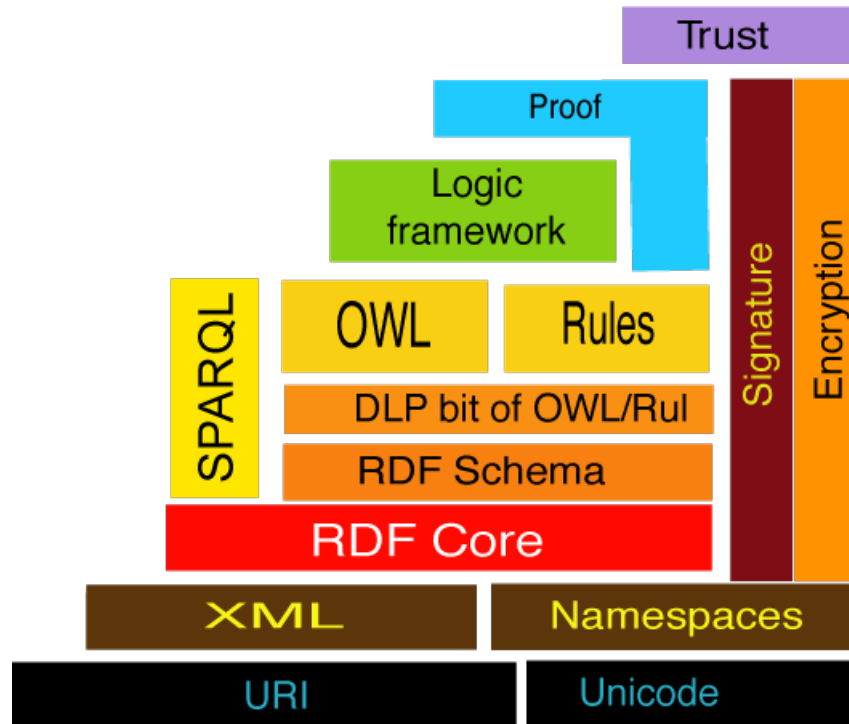 Trust
Proof
Logic
framework
Signature
Encryption
SPARQL
OWL
Rules
DLP bit of OWL/Rul
RDF Schema
RDF Core
XML
Namespaces
URI
Unicode